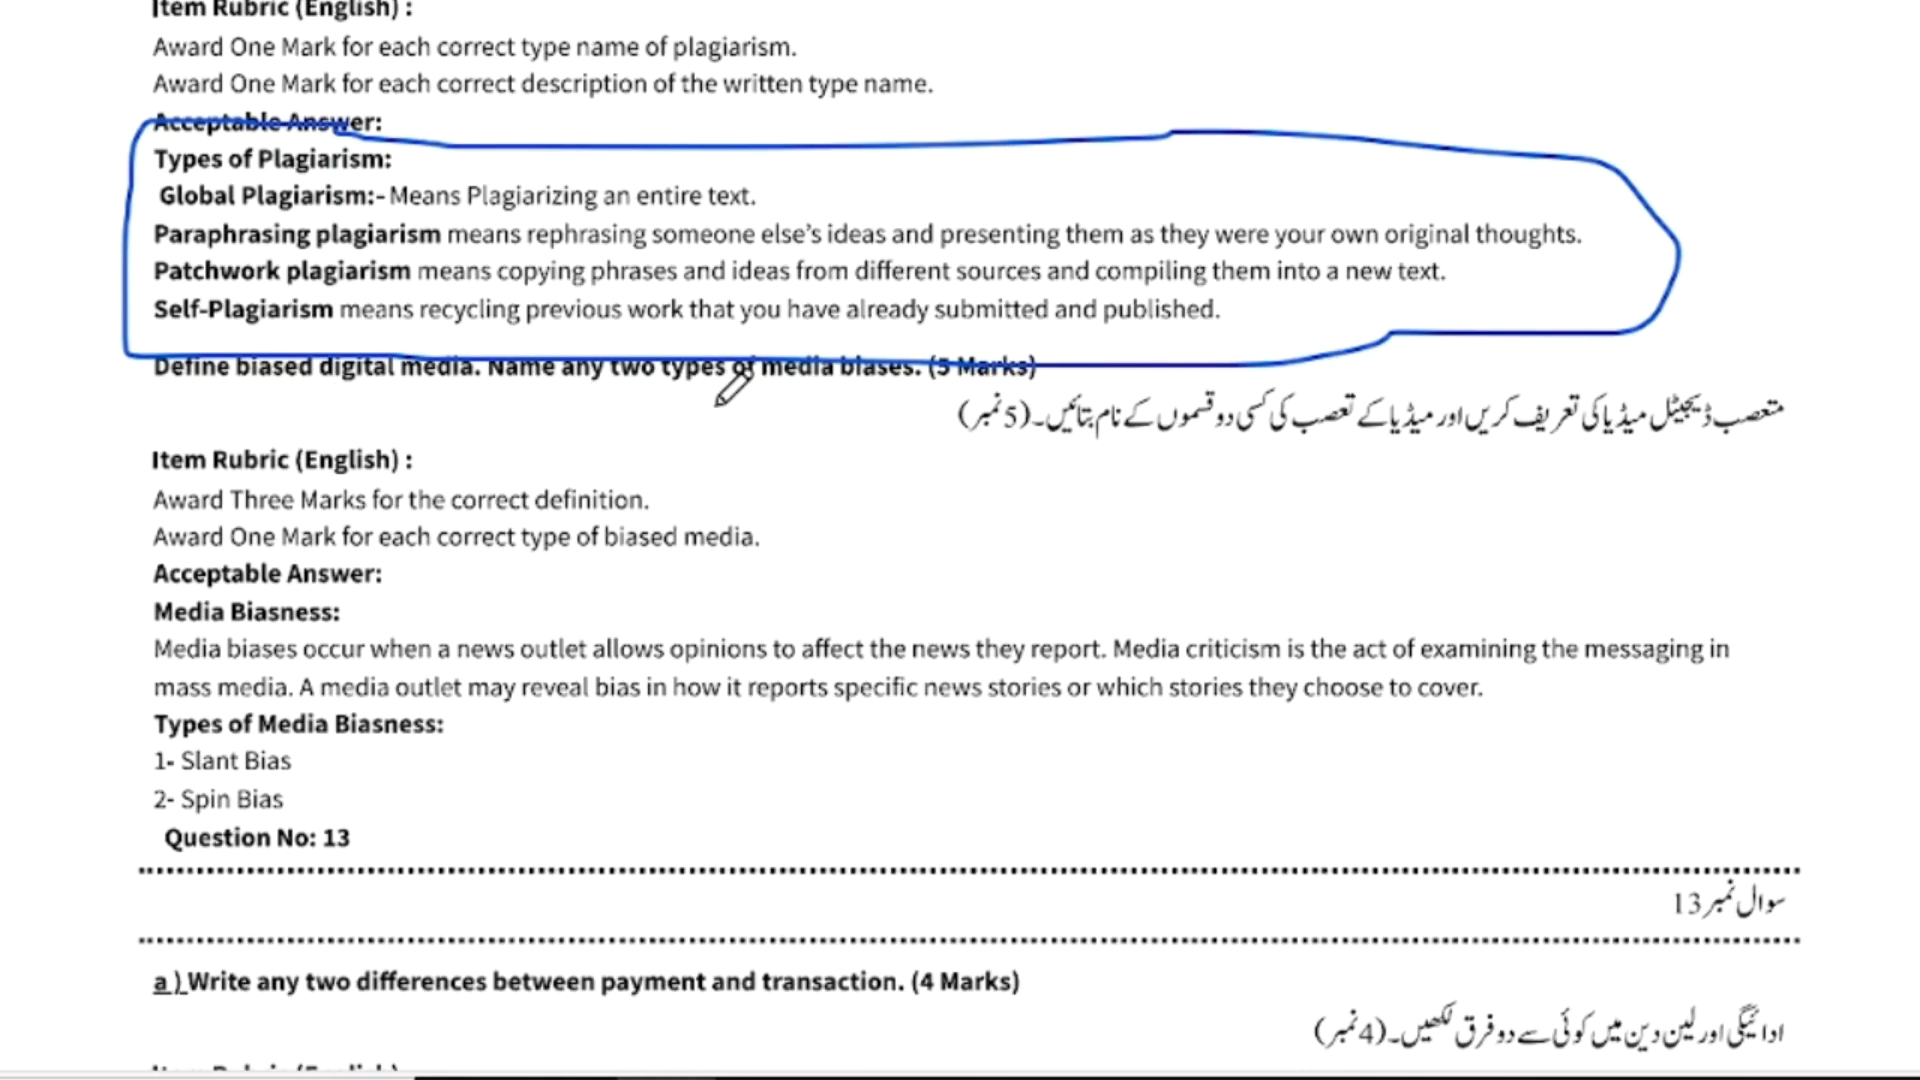 Item Rubric (English) :
Award One Mark for each correct type name of plagiarism.
Award One Mark for each correct description of the written type name.
Acceptable Answer:
Types of Plagiarism:
Global Plagiarism:- Means Plagiarizing an entire text.
Paraphrasing plagiarism means rephrasing someone else’s ideas and presenting them as they were your own original thoughts.
Patchwork plagiarism means copying phrases and ideas from different sources and compiling them into a new text.
Self-Plagiarism means recycling previous work that you have already submitted and published.
Define biased digital media. Name any two types of media biases. (5 Marks)
متعصب ڈیجیٹل میڈیا کی تعریف کریں اور میڈیا کے تعصب کی کسی دو قسموں کے نام بتائیں۔ (5 نمبر)
Item Rubric (English) :
Award Three Marks for the correct definition.
Award One Mark for each correct type of biased media.
Acceptable Answer:
Media Biasness:
Media biases occur when a news outlet allows opinions to affect the news they report. Media criticism is the act of examining the messaging in
mass media. A media outlet may reveal bias in how it reports specific news stories or which stories they choose to cover.
Types of Media Biasness:
1- Slant Bias
2- Spin Bias
Question No: 13
سوال نمبر 13
a ) Write any two differences between payment and transaction. (4 Marks)
ادائیگی اور لین دین میں کوئی سے دو فرق لکھیں۔ (4 نمبر)